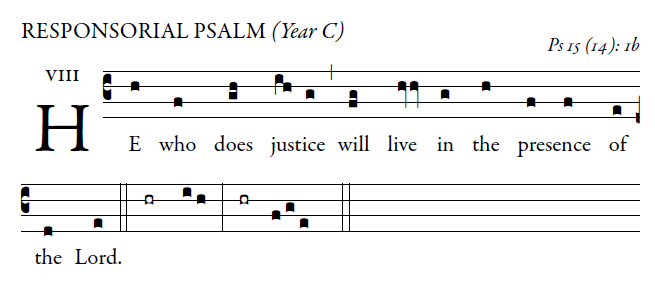 RESPONSORIAL PSALM (Year C)
Ps 15 (14): 1b
VIII
HE who does justice will live in the presence of
the Lord.